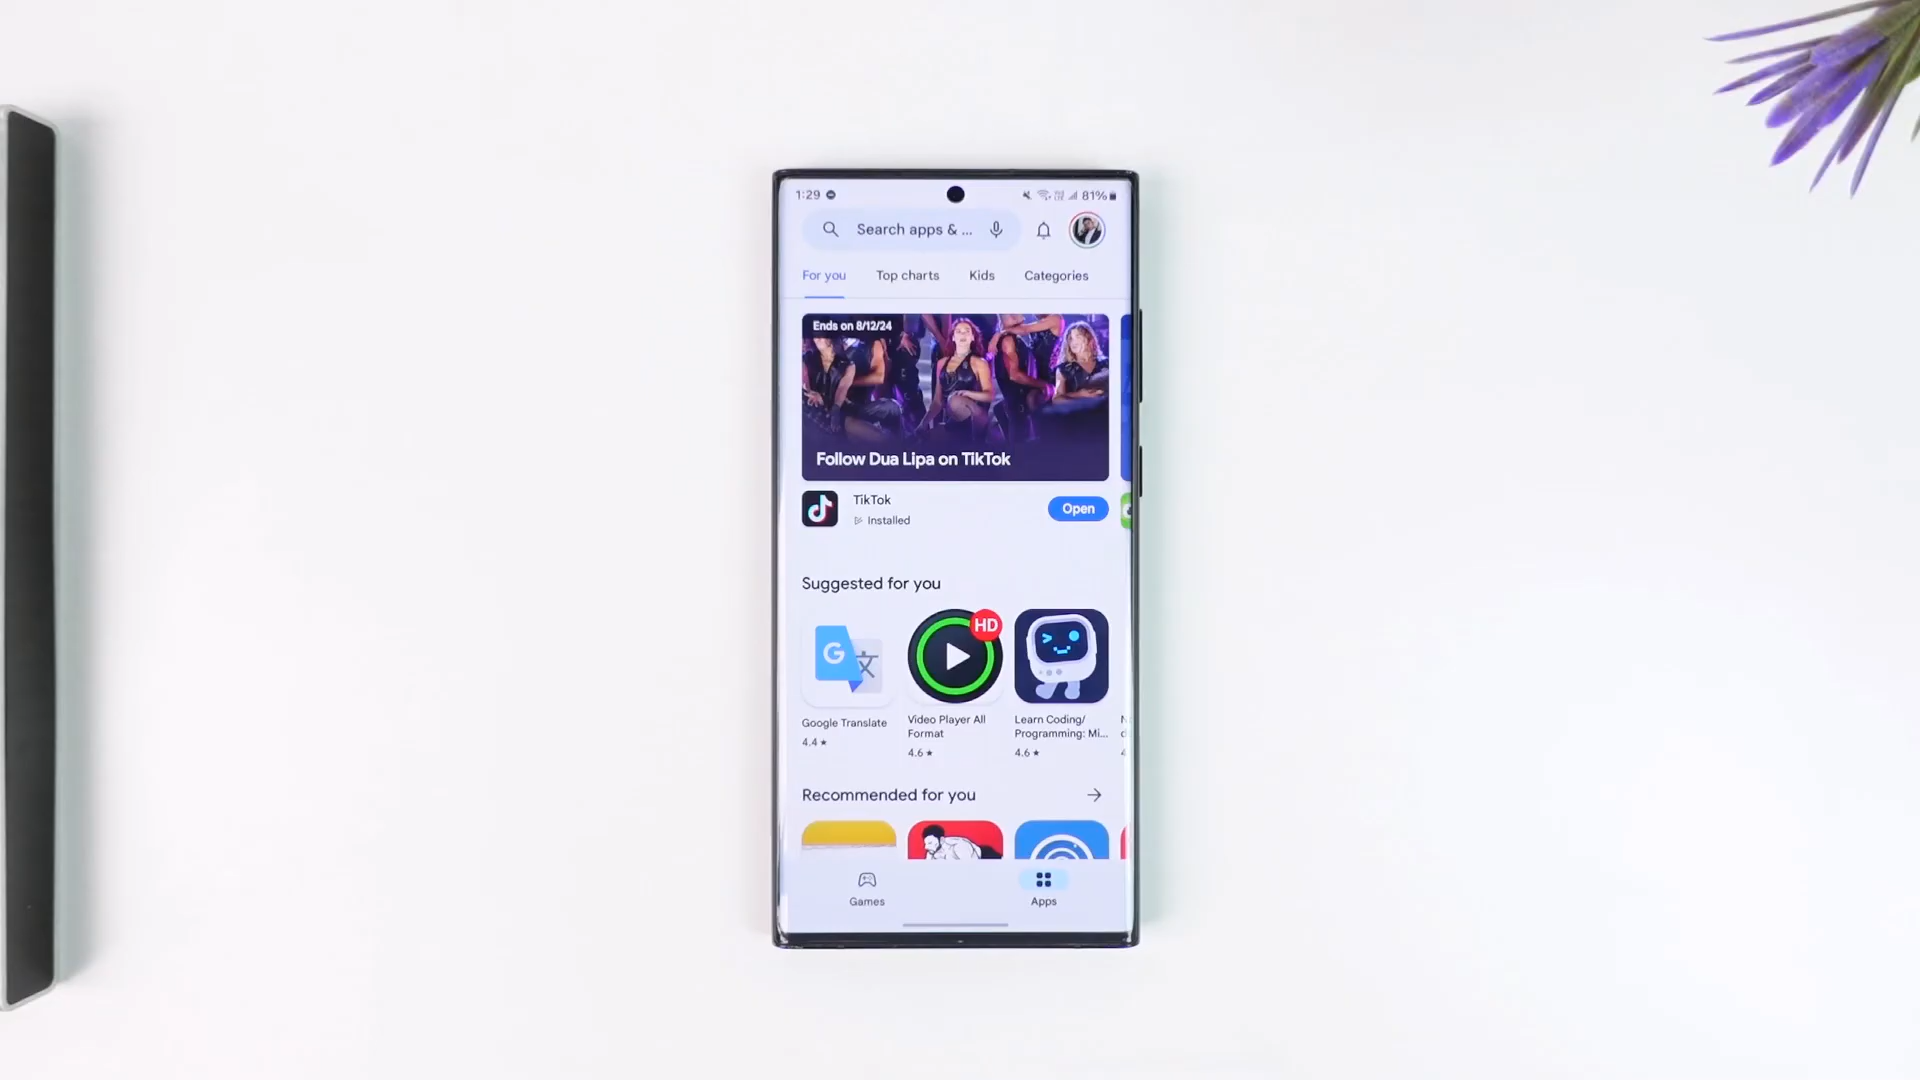 1:29
81%
Search apps & ...
For you
Top charts
Kids
Categories
Ends on 8/12/24
Follow Dua Lipa on TikTok
TikTok
Installed
Open
Suggested for you
HD
Google Translate
4.4 ★
Video Player All
Format
4.6 ★
Learn Coding/
Programming: Mi...
4.6 ★
Recommended for you
Games
Apps